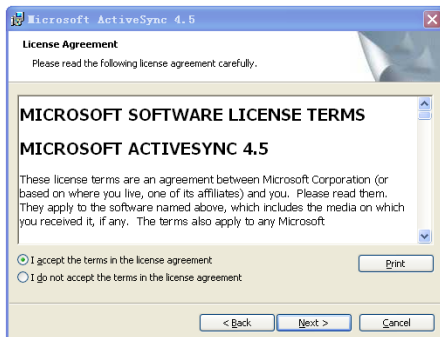 Microsoft ActiveSync 4.5
License Agreement
Please read the following license agreement carefully.
MICROSOFT SOFTWARE LICENSE TERMS
MICROSOFT ACTIVESYNC 4.5
These license terms are an agreement between Microsoft Corporation (or
based on where you live, one of its affiliates) and you.  Please read them.
They apply to the software named above, which includes the media on which
you received it, if any.  The terms also apply to any Microsoft
I accept the terms in the license agreement
Print
I do not accept the terms in the license agreement
< Back
Next >
Cancel